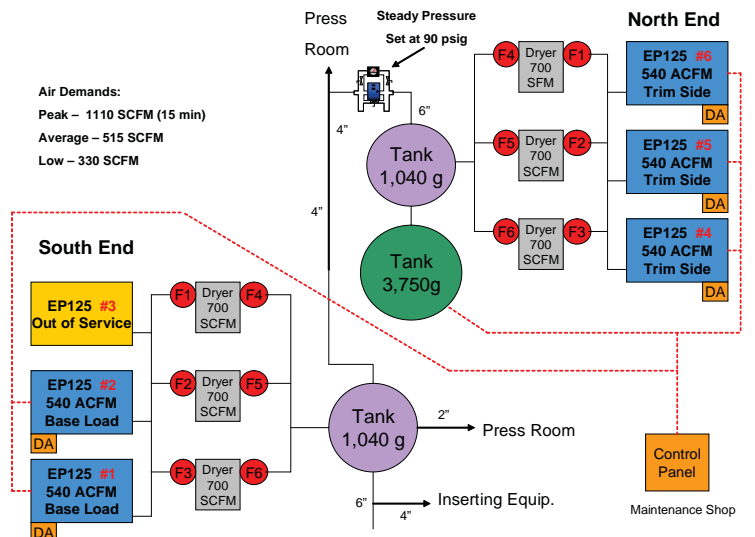 Press
Room
Steady Pressure
Set at 90 psig
North End
Air Demands:
Peak – 1110 SCFM (15 min)
Average – 515 SCFM
Low – 330 SCFM
F4
Dryer
700
SFM
F1
EP125 #6
540 ACFM
Trim Side
DA
6”
4”
Tank
1,040 g
F5
Dryer
700
SCFM
F2
EP125 #5
540 ACFM
Trim Side
DA
4”
F6
Dryer
700
SCFM
F3
EP125 #4
540 ACFM
Trim Side
DA
Tank
3,750g
South End
EP125 #3
Out of Service
F1
Dryer
700
SCFM
F4
EP125 #2
540 ACFM
Base Load
DA
F2
Dryer
700
SCFM
F5
Tank
1,040 g
2”
Press Room
EP125 #1
540 ACFM
Base Load
DA
F3
Dryer
700
SCFM
F6
6”
4”
Inserting Equip.
Control
Panel
Maintenance Shop